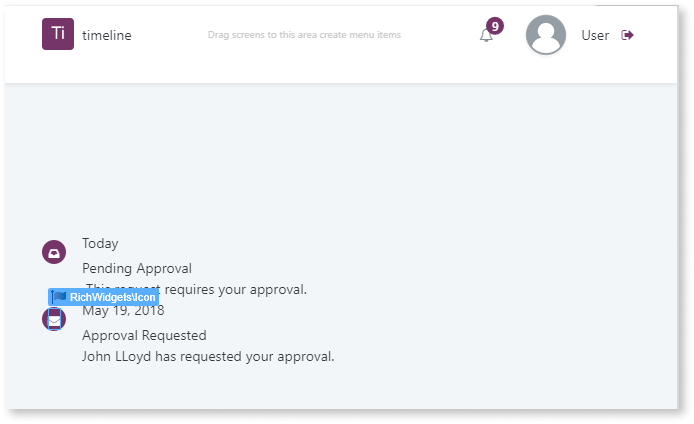 Ti timeline Drag screens to this area create menu items 9 User
Today
Pending Approval
This request requires your approval.
RichWidgets\Icon
May 19, 2018
Approval Requested
John LLoyd has requested your approval.